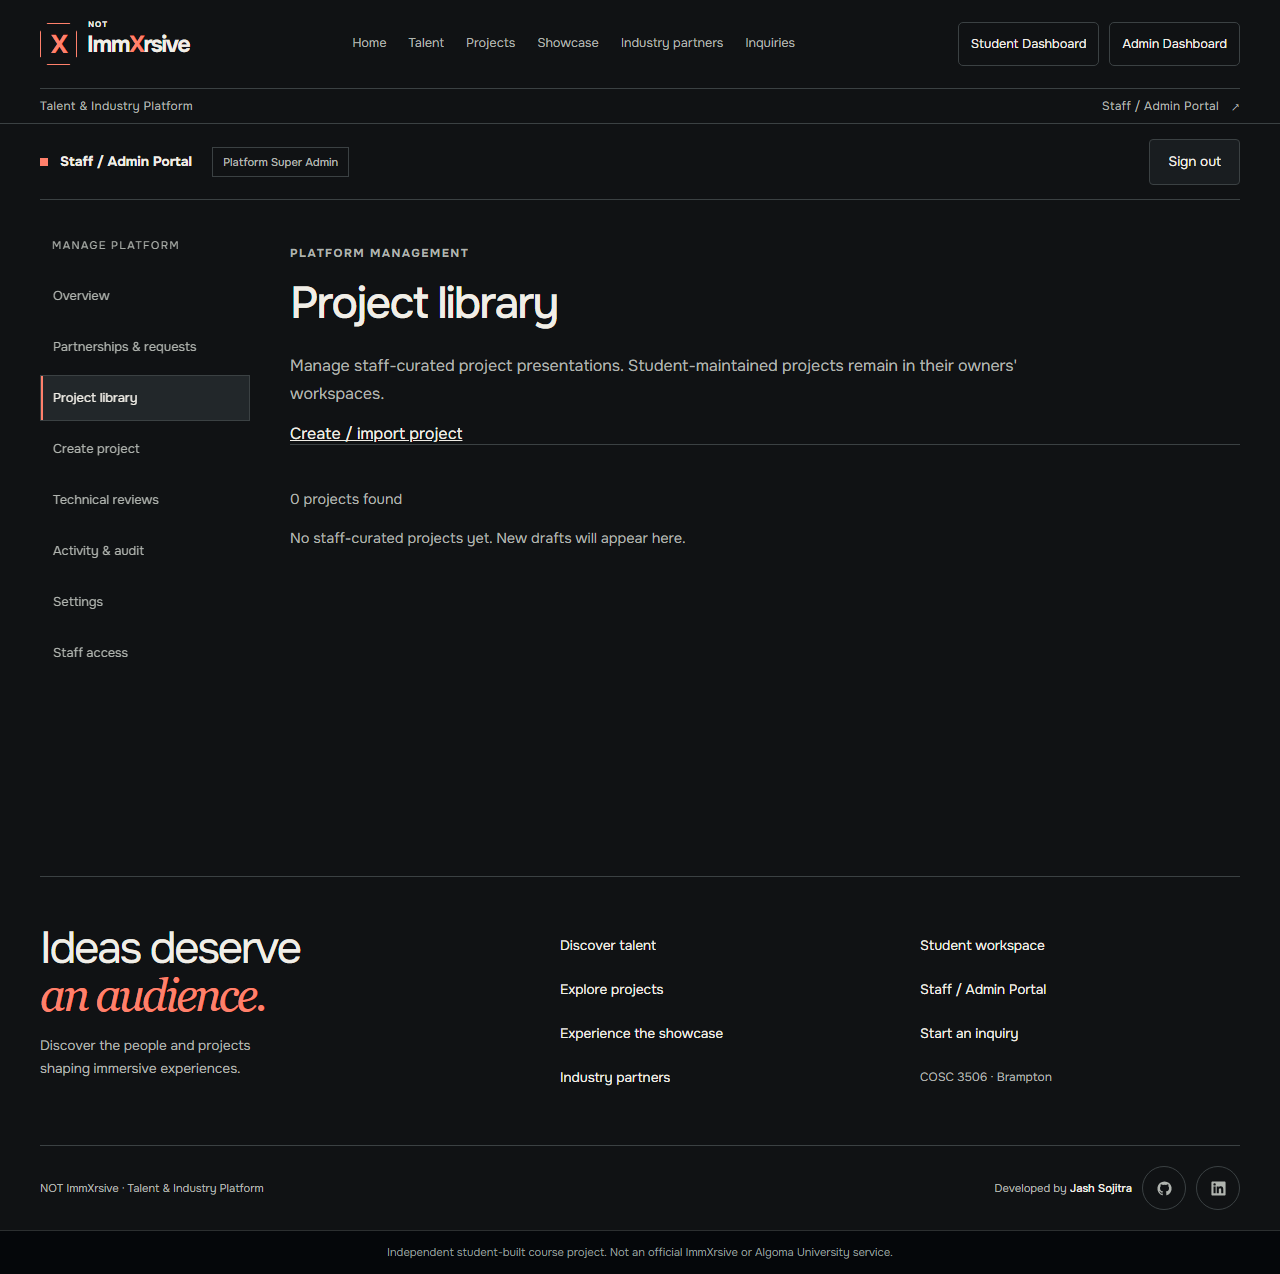 X
NOT
ImmXrsive
Home
Talent
Projects
Showcase
Industry partners
Inquiries
Student Dashboard
Admin Dashboard
Talent & Industry Platform
Staff / Admin Portal ↗
Staff / Admin Portal
Platform Super Admin
Sign out
MANAGE PLATFORM
Overview
Partnerships & requests
Project library
Create project
Technical reviews
Activity & audit
Settings
Staff access
PLATFORM MANAGEMENT
Project library
Manage staff-curated project presentations. Student-maintained projects remain in their owners'
workspaces.
Create / import project
0 projects found
No staff-curated projects yet. New drafts will appear here.
Ideas deserve
an audience.
Discover the people and projects
shaping immersive experiences.
Discover talent
Explore projects
Experience the showcase
Industry partners
Student workspace
Staff / Admin Portal
Start an inquiry
COSC 3506 · Brampton
NOT ImmXrsive · Talent & Industry Platform
Developed by Jash Sojitra
in
Independent student-built course project. Not an official ImmXrsive or Algoma University service.